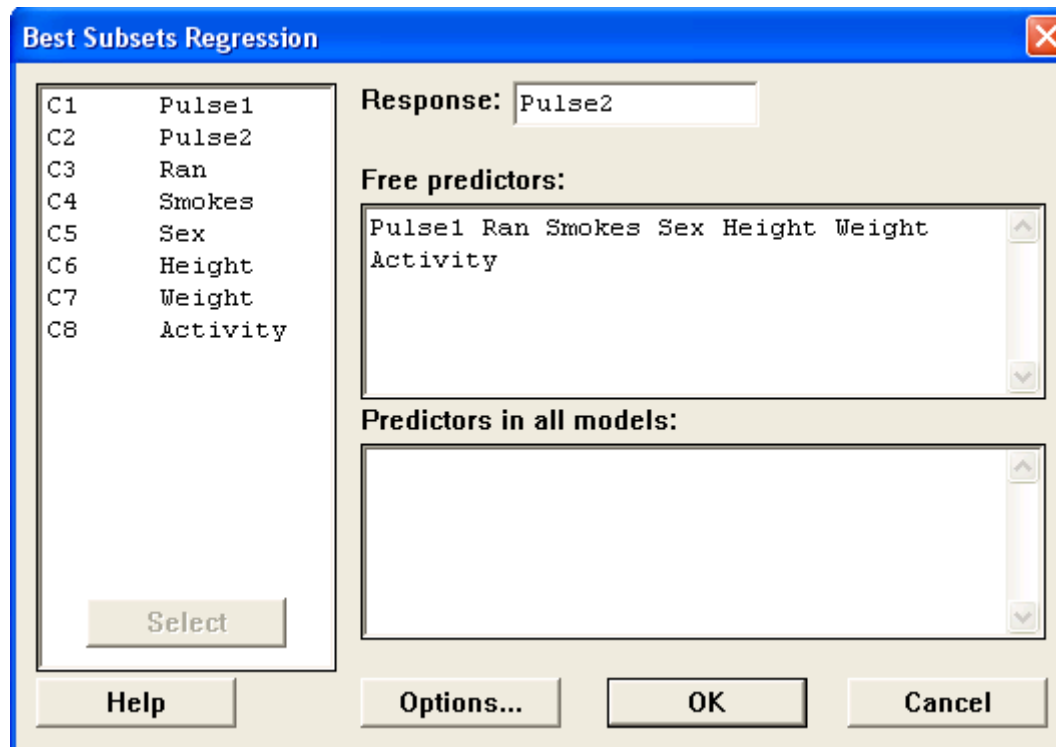 Best Subsets Regression
C1 Pulse1
C2 Pulse2
C3 Ran
C4 Smokes
C5 Sex
C6 Height
C7 Weight
C8 Activity
Select
Response: Pulse2
Free predictors:
Pulse1 Ran Smokes Sex Height Weight
Activity
Predictors in all models:
Help Options... OK Cancel